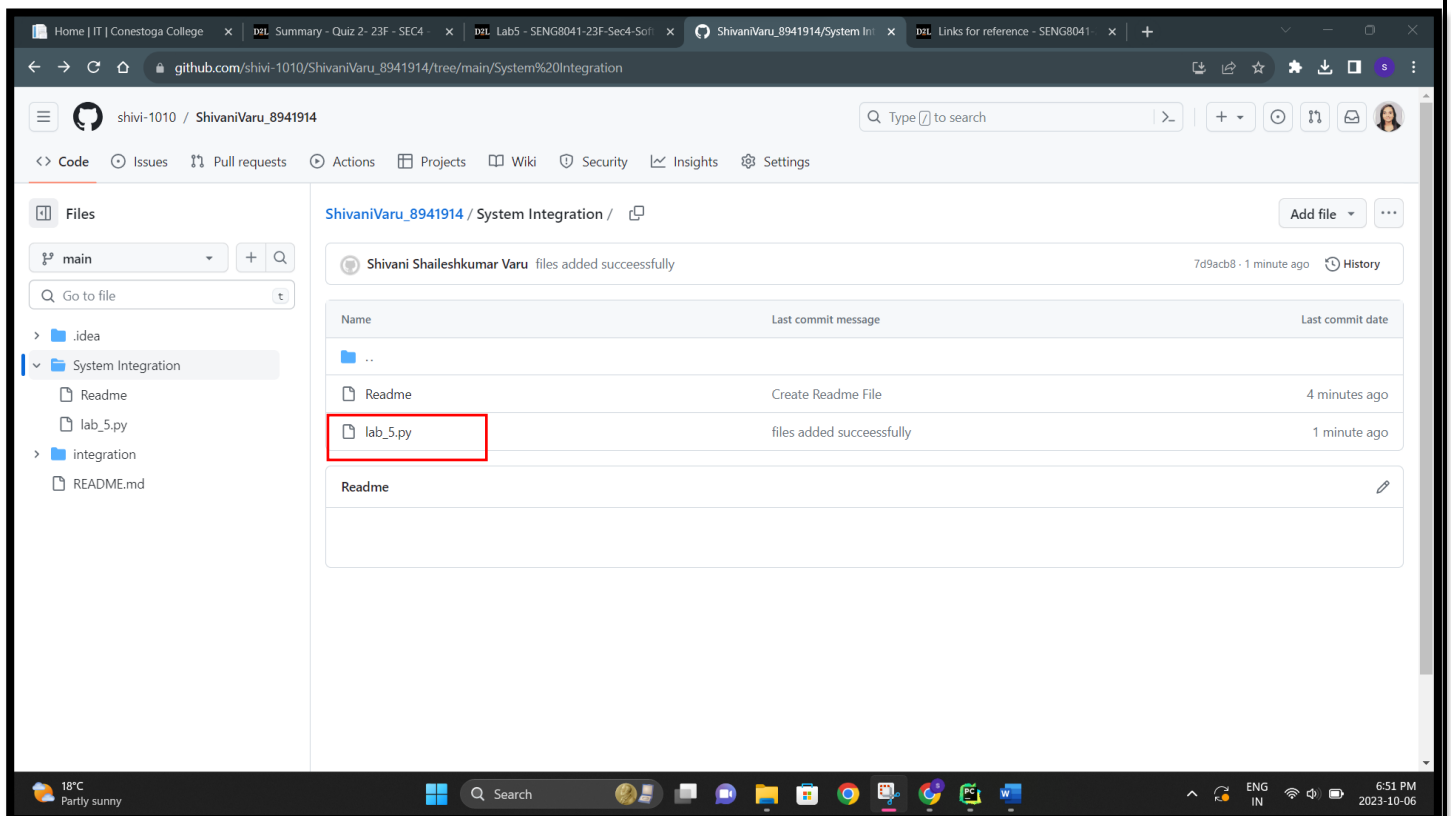 Home | IT | Conestoga College
D2L Summary - Quiz 2- 23F - SEC4 -
D2L Lab5 - SENG8041-23F-Sec4-Soft
ShivaniVaru_8941914/System Int
D2L Links for reference - SENG8041-
github.com/shivi-1010/ShivaniVaru_8941914/tree/main/System%20Integration
s
shivi-1010 / ShivaniVaru_8941914
Type / to search
Code
Issues
Pull requests
Actions
Projects
Wiki
Security
Insights
Settings
Files
ShivaniVaru_8941914 / System Integration /
Add file
main
Shivani Shaileshkumar Varu files added succeessfully
7d9acb8 · 1 minute ago
History
Go to file
t
Name
Last commit message
Last commit date
.idea
..
System Integration
Readme
Readme
Create Readme File
4 minutes ago
lab_5.py
lab_5.py
files added succeessfully
1 minute ago
integration
README.md
Readme
18°C
Partly sunny
Search
S
PC
W
ENG
IN
6:51 PM
2023-10-06